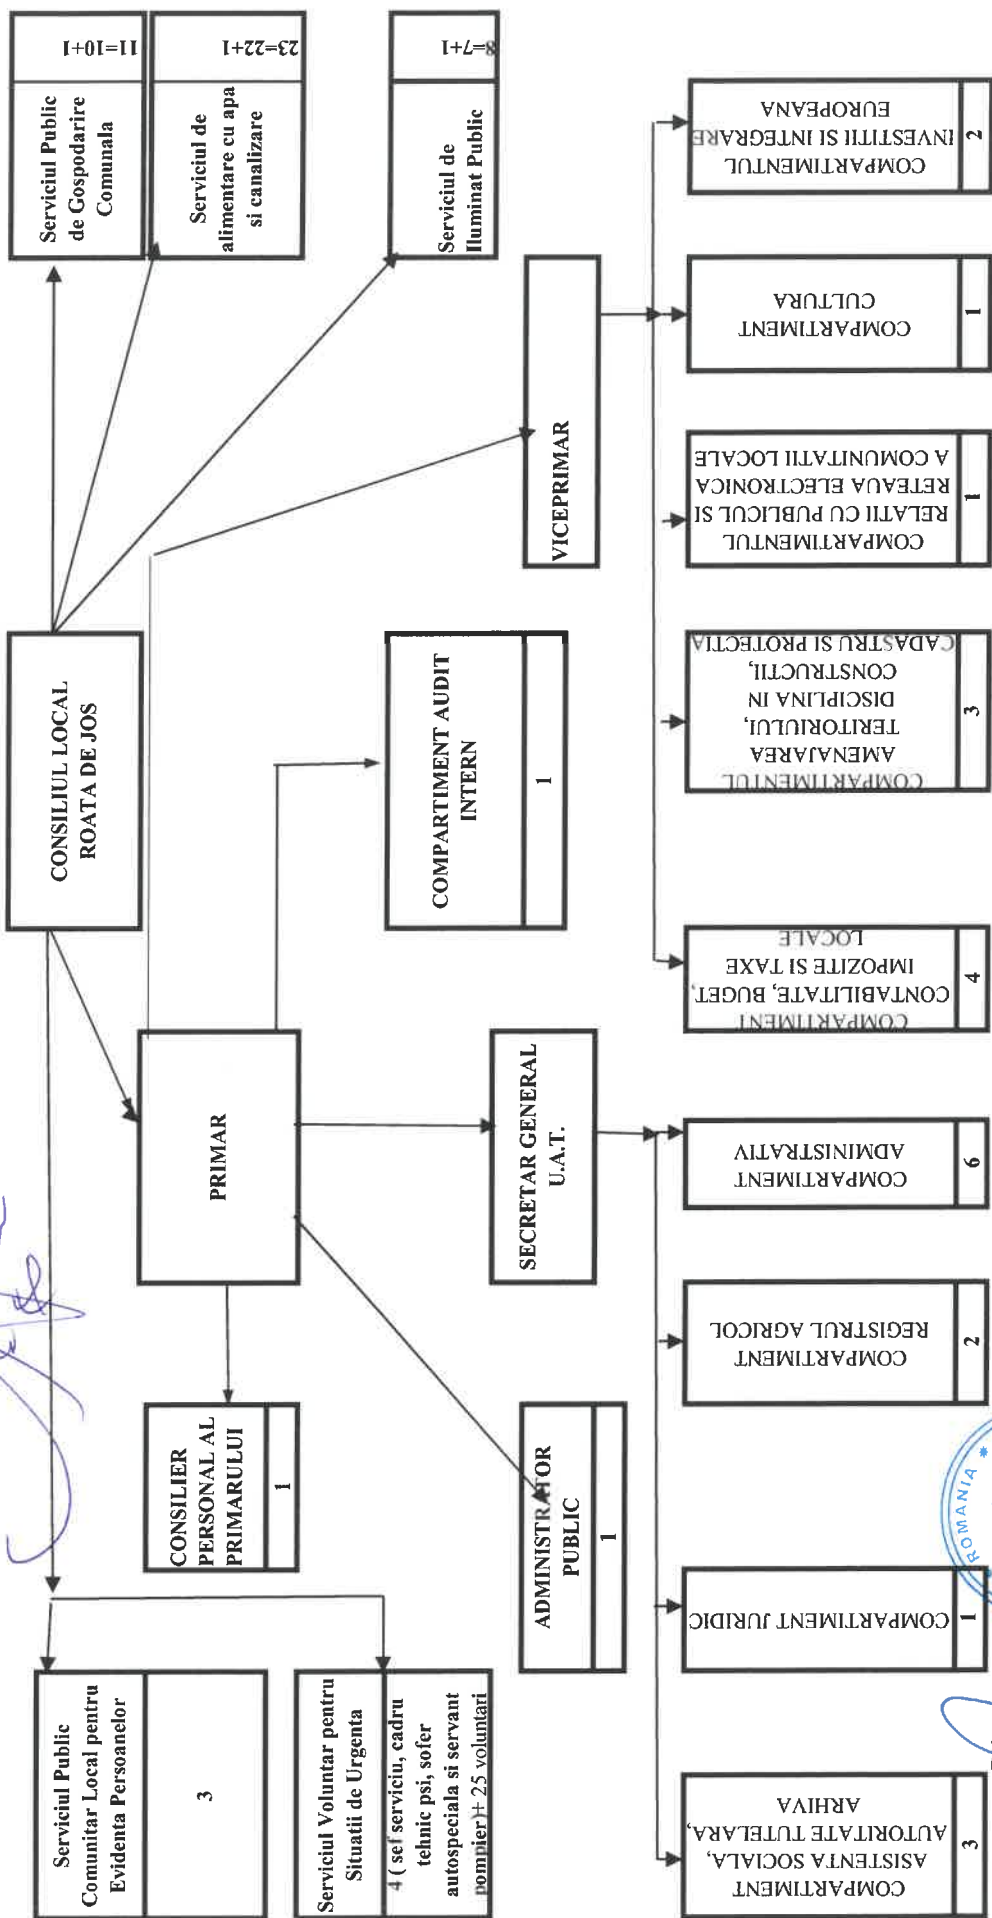 CONSILIUL LOCAL
ROATA DE JOS
Serviciul Public
Comunitar Local pentru
Evidenta Persoanelor
3
Serviciul Voluntar pentru
Situatii de Urgenta
4 ( sef serviciu, cadru
tehnic psi, sofer
autospeciala si servant
pompier)+ 25 voluntari
Serviciul Public
de Gospodarire
Comunala
11=10+1
Serviciul de
alimentare cu apa
si canalizare
23=22+1
Serviciul de
Iluminat Public
8=7+1
PRIMAR
CONSILIER
PERSONAL AL
PRIMARULUI
1
COMPARTIMENT AUDIT
INTERN
1
ADMINISTRATOR
PUBLIC
1
SECRETAR GENERAL
U.A.T.
VICEPRIMAR
COMPARTIMENT
ASISTENTA SOCIALA,
AUTORITATE TUTELARA,
ARHIVA
3
COMPARTIMENT JURIDIC
1
COMPARTIMENT
REGISTRUL AGRICOL
2
COMPARTIMENT
ADMINISTRATIV
6
COMPARTIMENT
CONTABILITATE, BUGET,
IMPOZITE SI TAXE
LOCALE
4
COMPARTIMENTUL
AMENAJAREA
TERITORIULUI,
DISCIPLINA IN
CONSTRUCTII,
CADASTRU SI PROTECTIA
3
COMPARTIMENTUL
RELATII CU PUBLICUL SI
RETEAUA ELECTRONICA
A COMUNITATII LOCALE
1
COMPARTIMENT
CULTURA
1
COMPARTIMENTUL
INVESTITII SI INTEGRARE
EUROPEANA
2
ROMANIA *